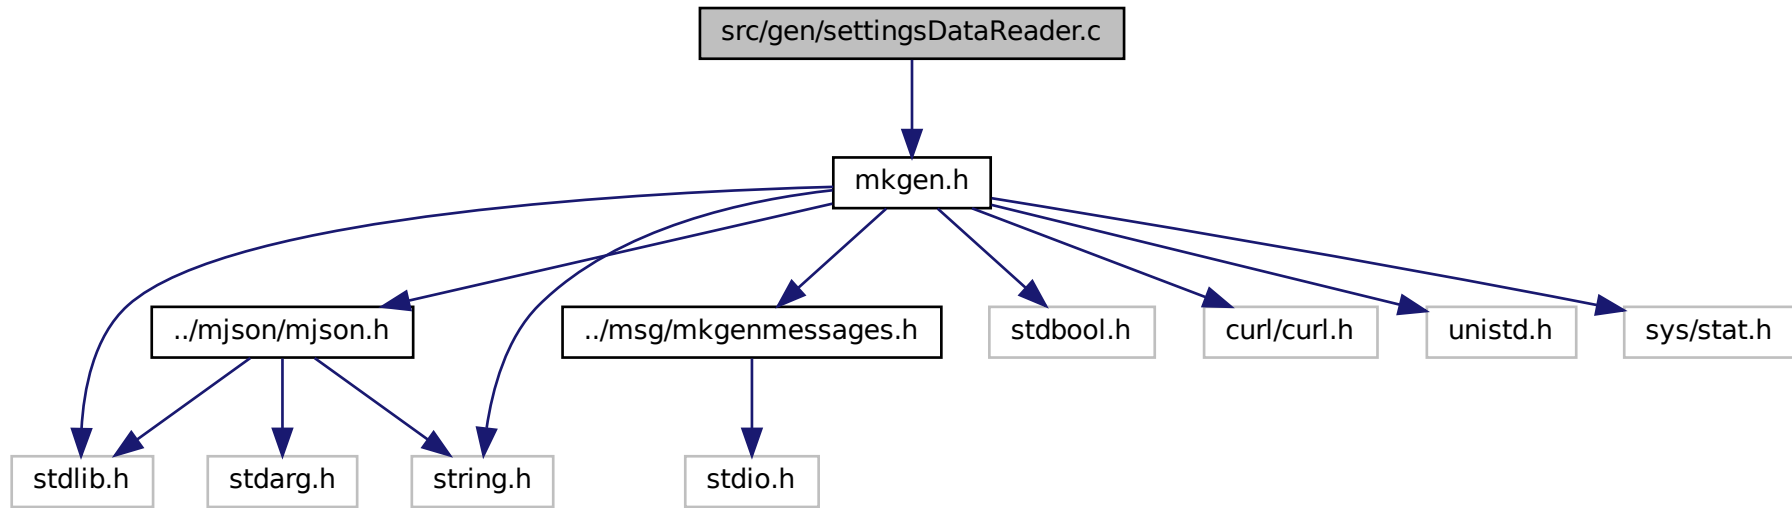 src/gen/settingsDataReader.c
mkgen.h
../mjson/mjson.h
../msg/mkgenmessages.h
stdbool.h
curl/curl.h
unistd.h
sys/stat.h
stdlib.h
stdarg.h
string.h
stdio.h